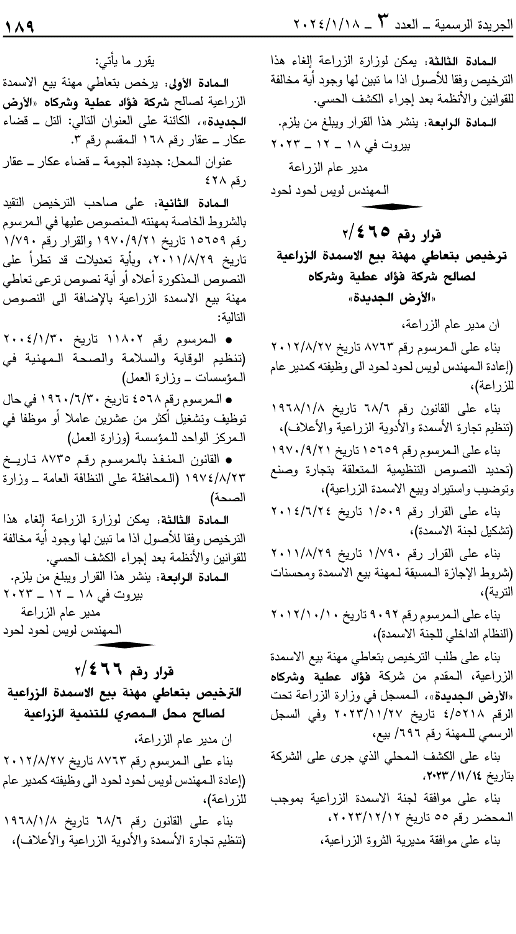 الجريدة الرسمية ــ العدد ٣ ــ ٢٠٢٤/١/١٨
١٨٩
المادة الثالثة: يمكن لوزارة الزراعة إلغاء هذا
الترخيص وفقا للأصول اذا ما تبين لها وجود أية مخالفة
للقوانين والأنظمة بعد إجراء الكشف الحسي.
المادة الرابعة: ينشر هذا القرار ويبلغ من يلزم.
بيروت في ١٨ ــ ١٢ ــ ٢٠٢٣
مدير عام الزراعة
المهندس لويس لحود لحود
قرار رقم ٢/٤٦٥
ترخيص بتعاطي مهنة بيع الاسمدة الزراعية
لصالح شركة فؤاد عطية وشركاه
«الأرض الجديدة»
ان مدير عام الزراعة،
بناء على المرسوم رقم ٨٧٦٣ تاريخ ٢٠١٢/٨/٢٧
(إعادة المهندس لويس لحود لحود الى وظيفته كمدير عام
للزراعة)،
بناء على القانون رقم ٦٨/٦ تاريخ ١٩٦٨/١/٨
(تنظيم تجارة الأسمدة والأدوية الزراعية والأعلاف)،
بناء على المرسوم رقم ١٥٦٥٩ تاريخ ١٩٧٠/٩/٢١
(تحديد النصوص التنظيمية المتعلقة بتجارة وصنع
وتوضيب واستيراد وبيع الاسمدة الزراعية)،
بناء على القرار رقم ١/٥٠٩ تاريخ ٢٠١٤/٦/٢٤
(تشكيل لجنة الاسمدة)،
بناء على القرار رقم ١/٧٩٠ تاريخ ٢٠١١/٨/٢٩
(شروط الإجازة المسبقة لمهنة بيع الاسمدة ومحسنات
التربة)،
بناء على المرسوم رقم ٩٠٩٢ تاريخ ٢٠١٢/١٠/١٠
(النظام الداخلي للجنة الاسمدة)،
بناء على طلب الترخيص بتعاطي مهنة بيع الاسمدة
الزراعية، المقدم من شركة فؤاد عطية وشركاه
«الأرض الجديدة»، المسجل في وزارة الزراعة تحت
الرقم ٤/٥٢١٨ تاريخ ٢٠٢٣/١١/٢٧ وفي السجل
الرسمي للمهنة رقم ٦٩٦/ بيع،
بناء على الكشف المحلي الذي جرى على الشركة
بتاريخ ٢٠٢٣/١١/١٤،
بناء على موافقة لجنة الاسمدة الزراعية بموجب
المحضر رقم ٥٥ تاريخ ٢٠٢٣/١٢/١٢،
بناء على موافقة مديرية الثروة الزراعية،
يقرر ما يأتي:
المادة الأولى: يرخص بتعاطي مهنة بيع الاسمدة
الزراعية لصالح شركة فؤاد عطية وشركاه «الأرض
الجديدة»، الكائنة على العنوان التالي: التل ــ قضاء
عكار ــ عقار رقم ١٦٨ المقسم رقم ٣.
عنوان المحل: جديدة الجومة ــ قضاء عكار ــ عقار
رقم ٤٢٨
المادة الثانية: على صاحب الترخيص التقيد
بالشروط الخاصة بمهنته المنصوص عليها في المرسوم
رقم ١٥٦٥٩ تاريخ ١٩٧٠/٩/٢١ والقرار رقم ١/٧٩٠
تاريخ ٢٠١١/٨/٢٩، وبأية تعديلات قد تطرأ على
النصوص المذكورة أعلاه أو أية نصوص ترعى تعاطي
مهنة بيع الاسمدة الزراعية بالإضافة الى النصوص
التالية:
• المرسوم رقم ١١٨٠٢ تاريخ ٢٠٠٤/١/٣٠
(تنظيم الوقاية والسلامة والصحة المهنية في
المؤسسات ــ وزارة العمل)
• المرسوم رقم ٤٥٦٨ تاريخ ١٩٦٠/٦/٣٠ في حال
توظيف وتشغيل أكثر من عشرين عاملا أو موظفا في
المركز الواحد للمؤسسة (وزارة العمل)
• القانون المنفذ بالمرسوم رقم ٨٧٣٥ تاريخ
١٩٧٤/٨/٢٣ (المحافظة على النظافة العامة ــ وزارة
الصحة)
المادة الثالثة: يمكن لوزارة الزراعة إلغاء هذا
الترخيص وفقا للأصول اذا ما تبين لها وجود أية مخالفة
للقوانين والأنظمة بعد إجراء الكشف الحسي.
المادة الرابعة: ينشر هذا القرار ويبلغ من يلزم.
بيروت في ١٨ ــ ١٢ ــ ٢٠٢٣
مدير عام الزراعة
المهندس لويس لحود لحود
قرار رقم ٢/٤٦٦
الترخيص بتعاطي مهنة بيع الاسمدة الزراعية
لصالح محل المصري للتنمية الزراعية
ان مدير عام الزراعة،
بناء على المرسوم رقم ٨٧٦٣ تاريخ ٢٠١٢/٨/٢٧
(إعادة المهندس لويس لحود لحود الى وظيفته كمدير عام
للزراعة)،
بناء على القانون رقم ٦٨/٦ تاريخ ١٩٦٨/١/٨
(تنظيم تجارة الأسمدة والأدوية الزراعية والأعلاف)،